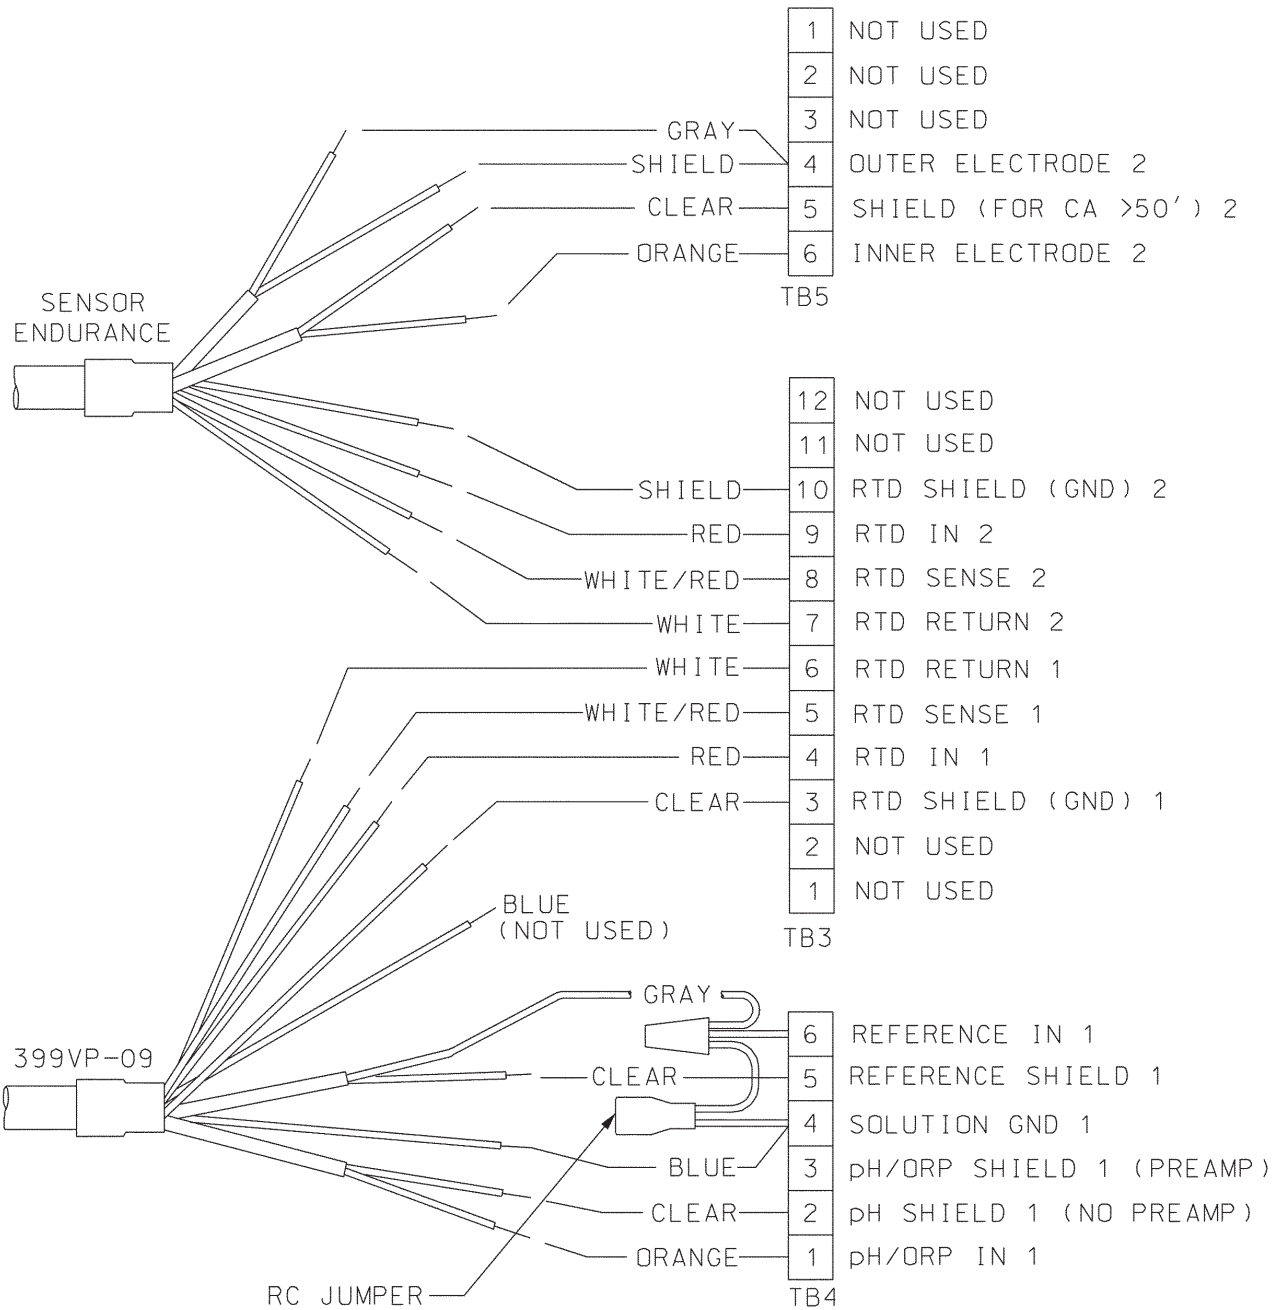 1 NOT USED
2 NOT USED
3 NOT USED
GRAY
SHIELD 4 OUTER ELECTRODE 2
CLEAR 5 SHIELD (FOR CA >50') 2
ORANGE 6 INNER ELECTRODE 2
TB5
SENSOR
ENDURANCE
12 NOT USED
11 NOT USED
SHIELD 10 RTD SHIELD (GND) 2
RED 9 RTD IN 2
WHITE/RED 8 RTD SENSE 2
WHITE 7 RTD RETURN 2
WHITE 6 RTD RETURN 1
WHITE/RED 5 RTD SENSE 1
RED 4 RTD IN 1
CLEAR 3 RTD SHIELD (GND) 1
2 NOT USED
1 NOT USED
TB3
BLUE
(NOT USED)
399VP-09
GRAY
6 REFERENCE IN 1
CLEAR 5 REFERENCE SHIELD 1
4 SOLUTION GND 1
BLUE 3 pH/ORP SHIELD 1 (PREAMP)
CLEAR 2 pH SHIELD 1 (NO PREAMP)
ORANGE 1 pH/ORP IN 1
RC JUMPER
TB4